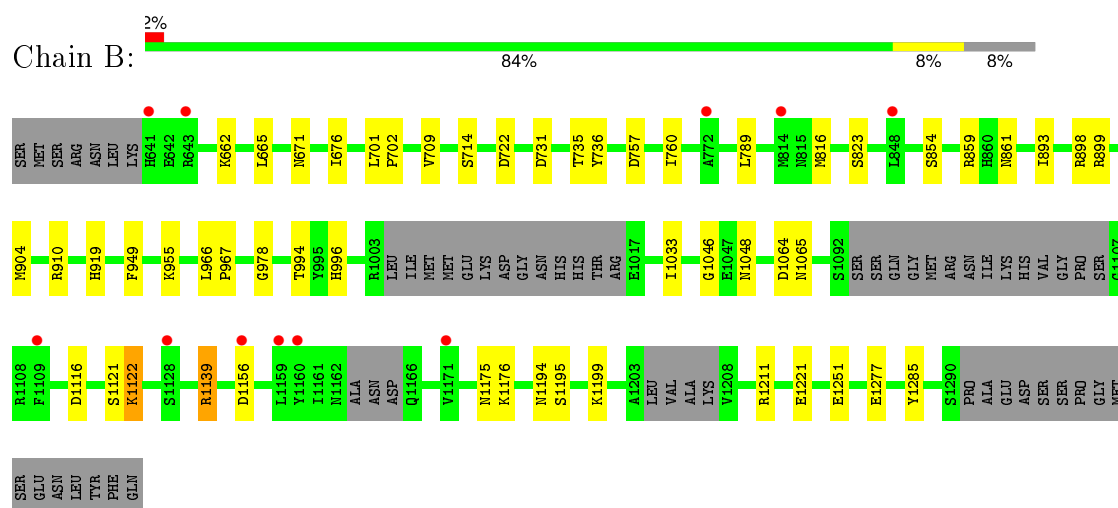 2%
Chain B:
84% 8% 8%
SER MET SER ARG ASN LEU LYS H641 E642 R643 K662 L665 N671 I676 L701 P702 V709 S714 D722 D731 T735 Y736 D757 I760 A772 L789 M814 N815 M816 S823 L848 S854 R859 H860 N861 I893 R898 R899
M904 R910 H919 F949 K955 L966 P967 G978 T994 Y995 H996 R1003 LEU ILE MET MET GLU LYS ASP GLY ASN HIS HIS THR ARG E1017 I1033 G1046 E1047 N1048 D1064 N1065 S1092 SER SER GLN GLY MET ARG ASN ILE LYS HIS VAL GLY PRO SER G1107
R1108 F1109 D1116 S1121 K1122 S1128 R1139 D1156 L1159 Y1160 I1161 N1162 ALA ASN ASP Q1166 V1171 N1175 K1176 N1194 S1195 K1199 A1203 LEU VAL ALA LYS V1208 R1211 E1221 E1251 E1277 Y1285 S1290 PRO ALA GLU ASP SER SER PRO GLY MET
SER GLU ASN LEU TYR PHE GLN